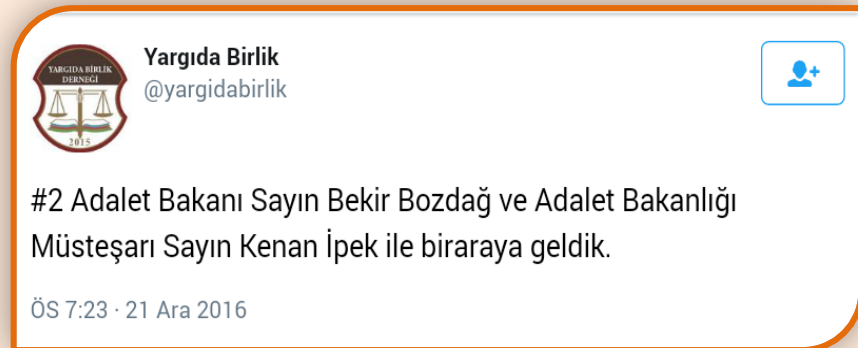 YARGIDA BİRLİK
DERNEĞİ
2015
Yargıda Birlik
@yargidabirlik
#2 Adalet Bakanı Sayın Bekir Bozdağ ve Adalet Bakanlığı
Müsteşarı Sayın Kenan İpek ile biraraya geldik.
ÖS 7:23 · 21 Ara 2016